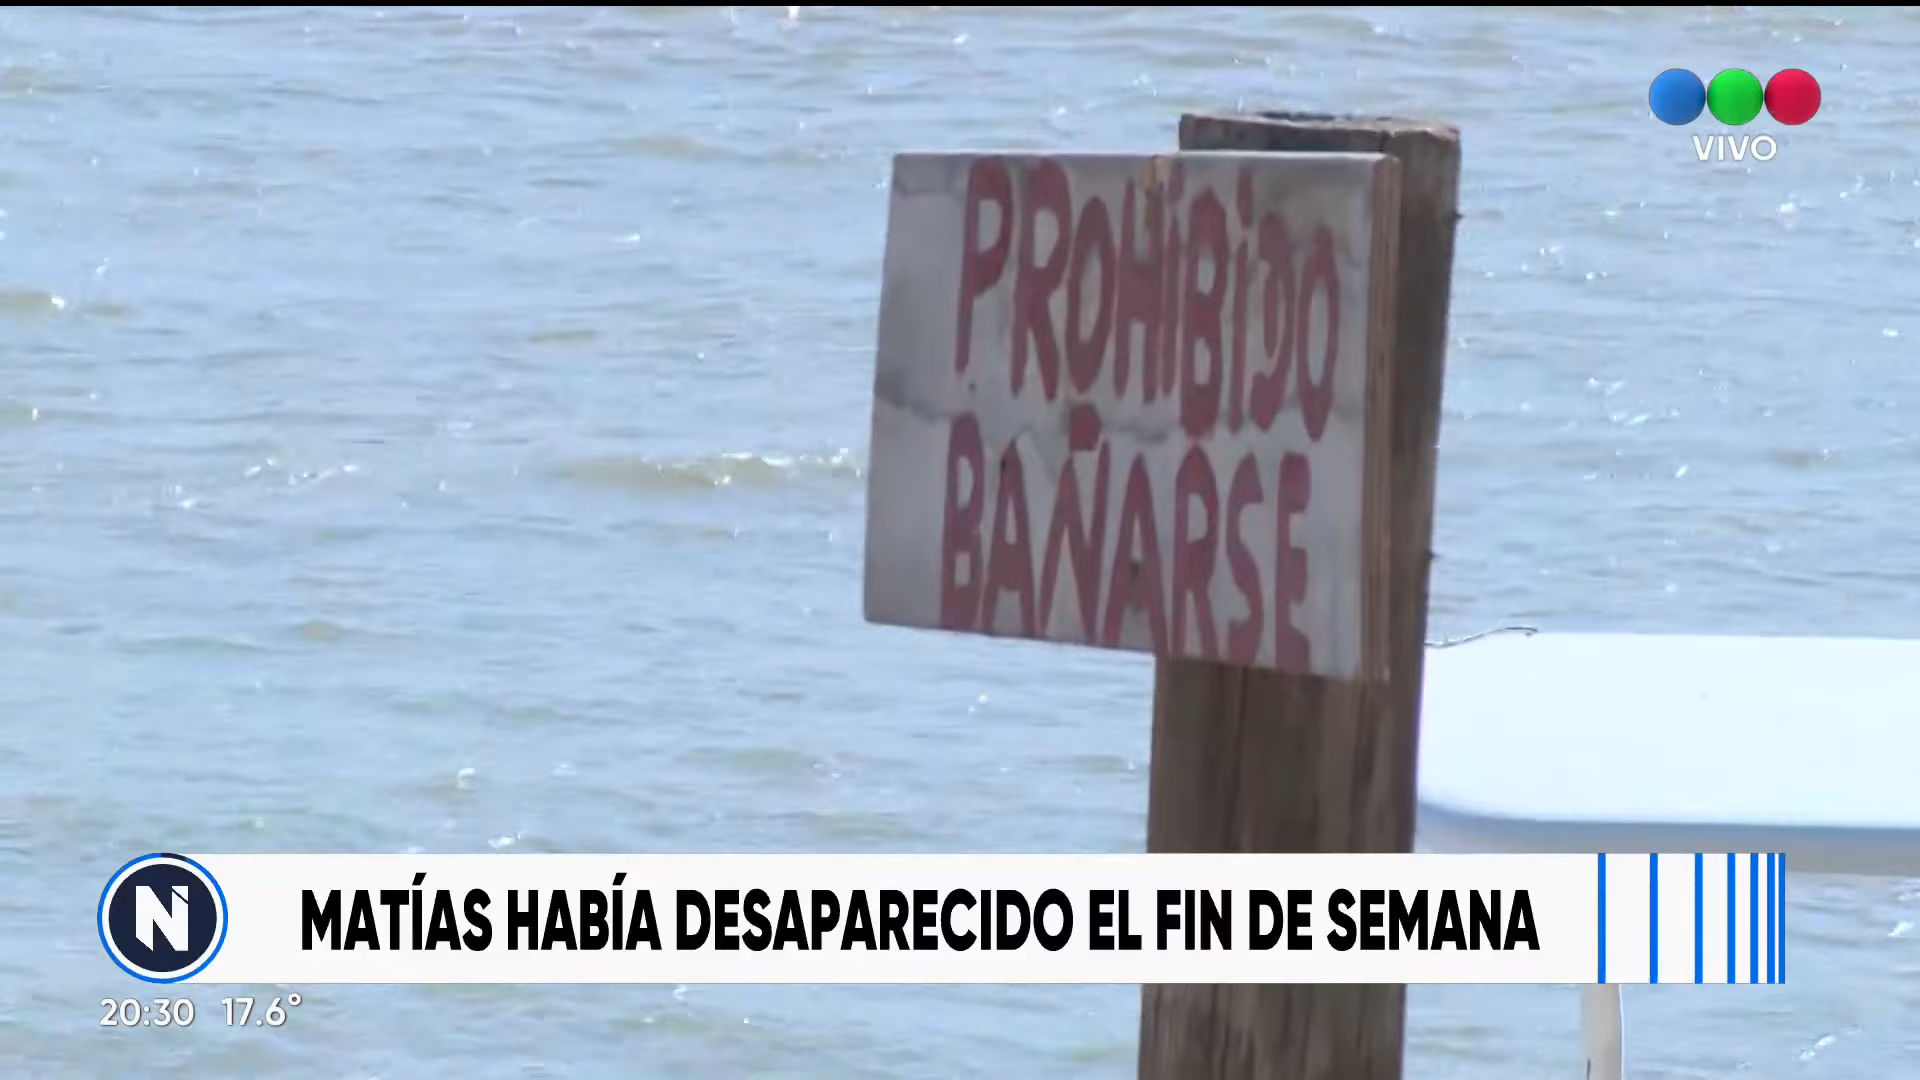 VIVO
PROHIBIDO
BAÑARSE
N
MATÍAS HABÍA DESAPARECIDO EL FIN DE SEMANA
20:30 17.6°